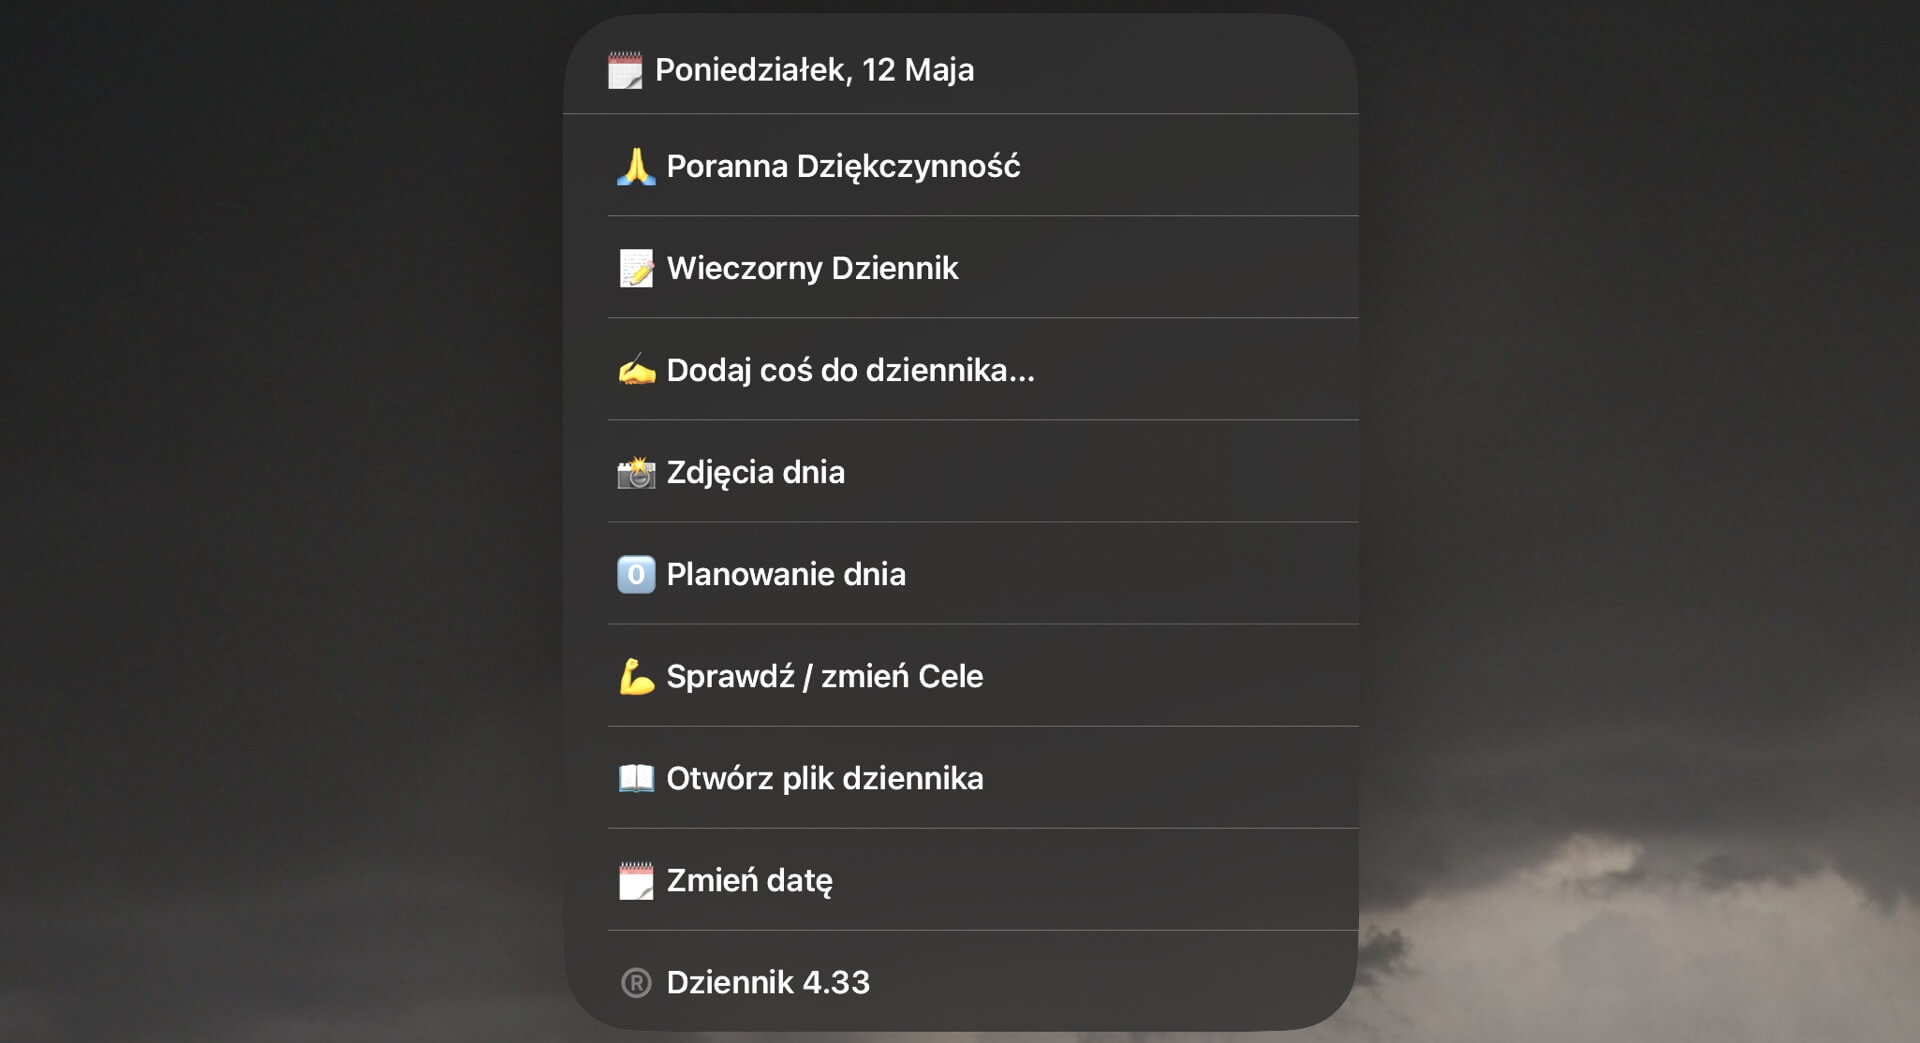 Poniedziałek, 12 Maja
Poranna Dziękczynność
Wieczorny Dziennik
Dodaj coś do dziennika...
Zdjęcia dnia
0 Planowanie dnia
Sprawdź / zmień Cele
Otwórz plik dziennika
Zmień datę
® Dziennik 4.33